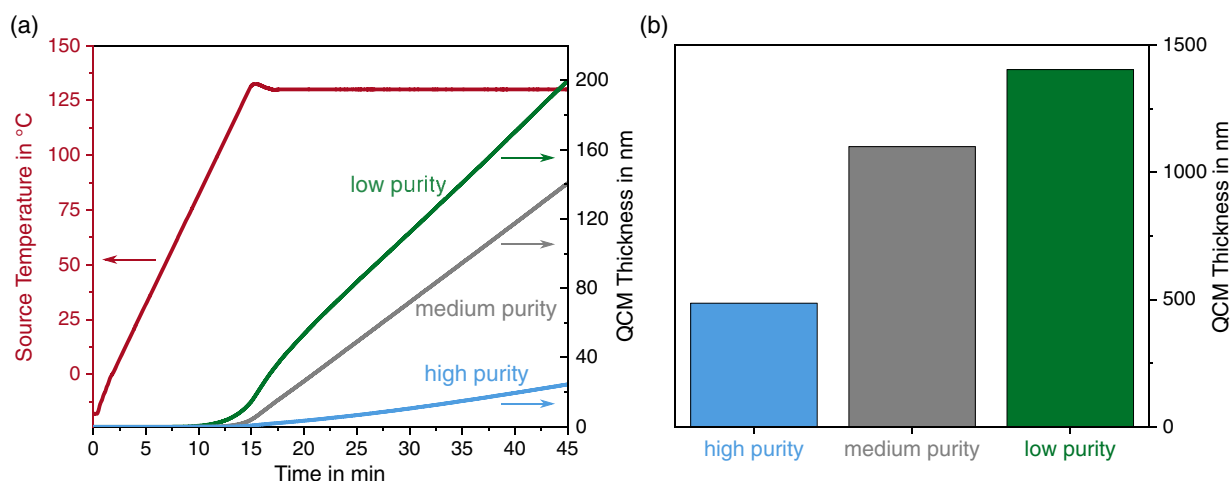 (a)
150
125
100
75
50
25
0
Source Temperature in °C
low purity
medium purity
high purity
200
160
120
80
40
0
QCM Thickness in nm
0 5 10 15 20 25 30 35 40 45
Time in min
(b)
1500
1000
500
0
QCM Thickness in nm
high purity medium purity low purity